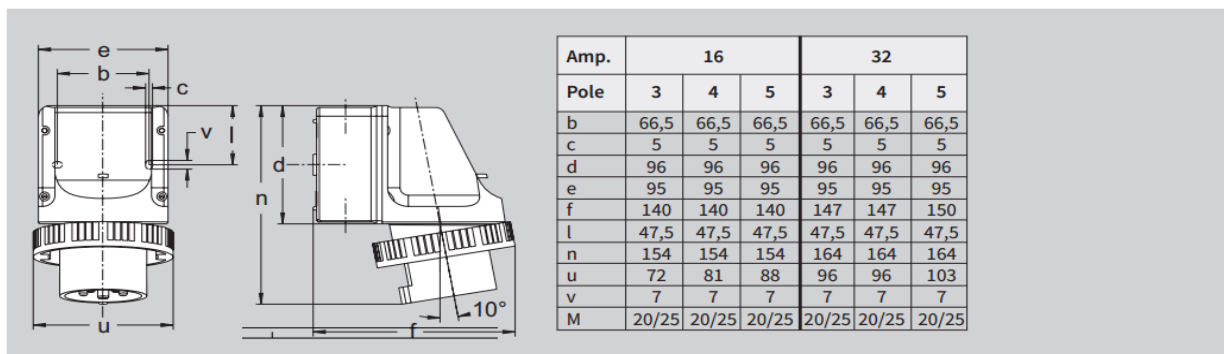 e
b
c
v
l
d
n
10°
u
f
Amp. 16 32
Pole 3 4 5 3 4 5
b 66,5 66,5 66,5 66,5 66,5 66,5
c 5 5 5 5 5 5
d 96 96 96 96 96 96
e 95 95 95 95 95 95
f 140 140 140 147 147 150
l 47,5 47,5 47,5 47,5 47,5 47,5
n 154 154 154 164 164 164
u 72 81 88 96 96 103
v 7 7 7 7 7 7
M 20/25 20/25 20/25 20/25 20/25 20/25